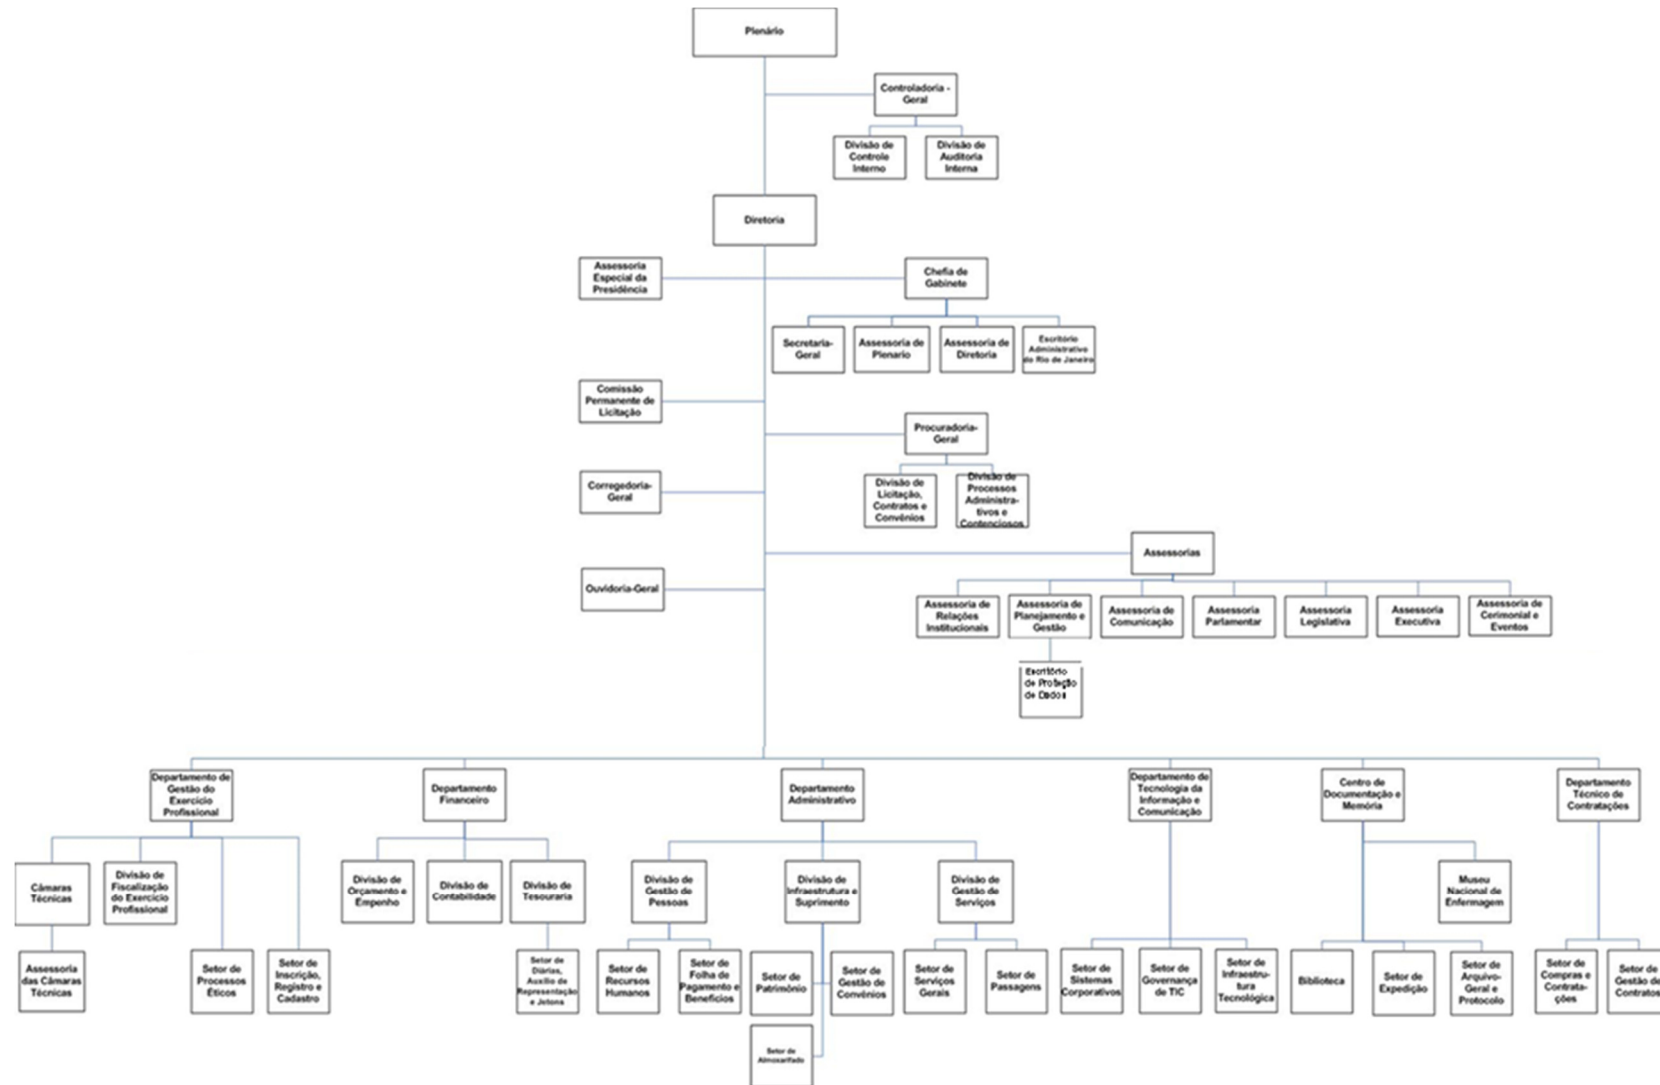 Plenário
Controladoria -
Geral
Divisão de
Controle
Interno
Divisão de
Auditoria
Interna
Diretoria
Assessoria
Especial da
Presidência
Chefia de
Gabinete
Secretaria-
Geral
Assessoria de
Plenario
Assessoria de
Diretoria
Escritório
Administrativo
do Rio de Janeiro
Comissão
Permanente de
Licitação
Procuradoria-
Geral
Divisão de
Licitação,
Contratos e
Convênios
Divisão de
Processos
Administra-
tivos e
Contenciosos
Corregedoria-
Geral
Assessorias
Ouvidoria-Geral
Assessoria de
Relações
Institucionais
Assessoria de
Planejamento e
Gestão
Assessoria de
Comunicação
Assessoria
Parlamentar
Assessoria
Legislativa
Assessoria
Executiva
Assessoria de
Cerimonial e
Eventos
Escritório
de Proteção
de Dados
Departamento de
Gestão do
Exercício
Profissional
Departamento
Financeiro
Departamento
Administrativo
Departamento de
Tecnologia da
Informação e
Comunicação
Centro de
Documentação e
Memória
Departamento
Técnico de
Contratações
Câmaras
Técnicas
Divisão de
Fiscalização
do Exercício
Profissional
Divisão de
Orçamento e
Empenho
Divisão de
Contabilidade
Divisão de
Tesouraria
Divisão de
Gestão de
Pessoas
Divisão de
Infraestrutura e
Suprimento
Divisão de
Gestão de
Serviços
Museu
Nacional de
Enfermagem
Assessoria
das Câmaras
Técnicas
Setor de
Processos
Éticos
Setor de
Inscrição,
Registro e
Cadastro
Setor de
Diárias,
Auxílio de
Representação
e Jetons
Setor de
Recursos
Humanos
Setor de
Folha de
Pagamento e
Benefícios
Setor de
Patrimônio
Setor de
Gestão de
Convênios
Setor de
Serviços
Gerais
Setor de
Passagens
Setor de
Sistemas
Corporativos
Setor de
Governança
de TIC
Setor de
Infraestru-
tura
Tecnológica
Biblioteca
Setor de
Expedição
Setor de
Arquivo-
Geral e
Protocolo
Setor de
Compras e
Contrata-
ções
Setor de
Gestão de
Contratos
Setor de
Almoxarifado